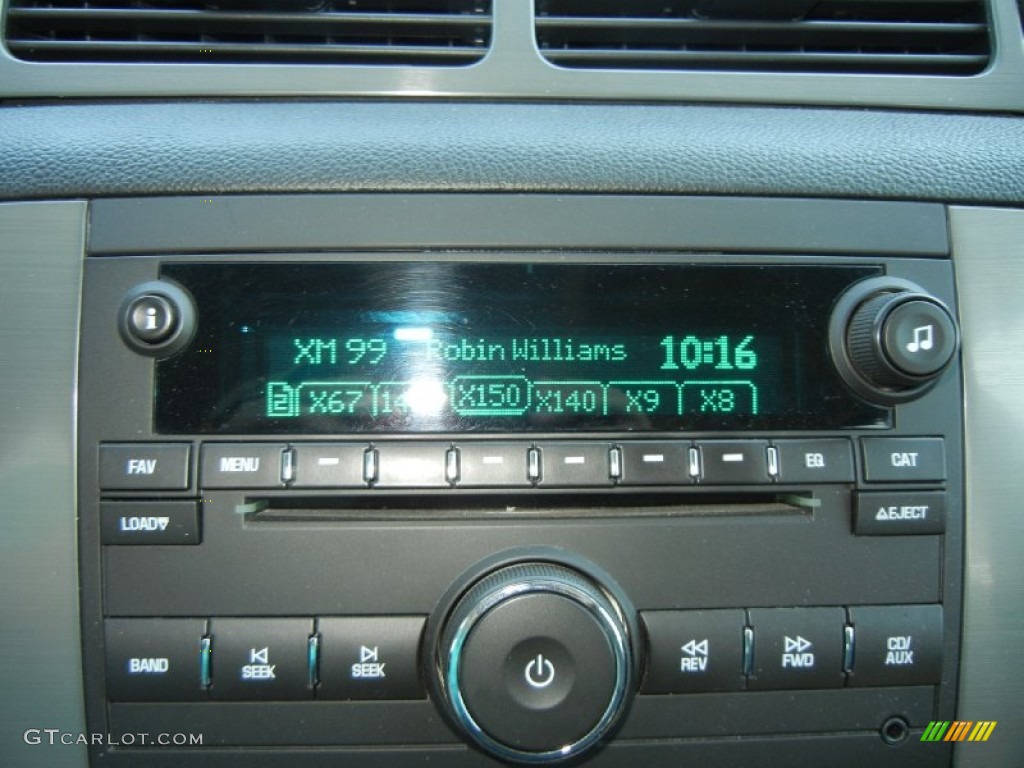 i
XM 99 Robin Williams 10:16
2 X67 X150 X140 X9 X8
FAV MENU EQ CAT
LOAD EJECT
BAND SEEK SEEK REV FWD CD/
AUX
GTCARLOT.COM